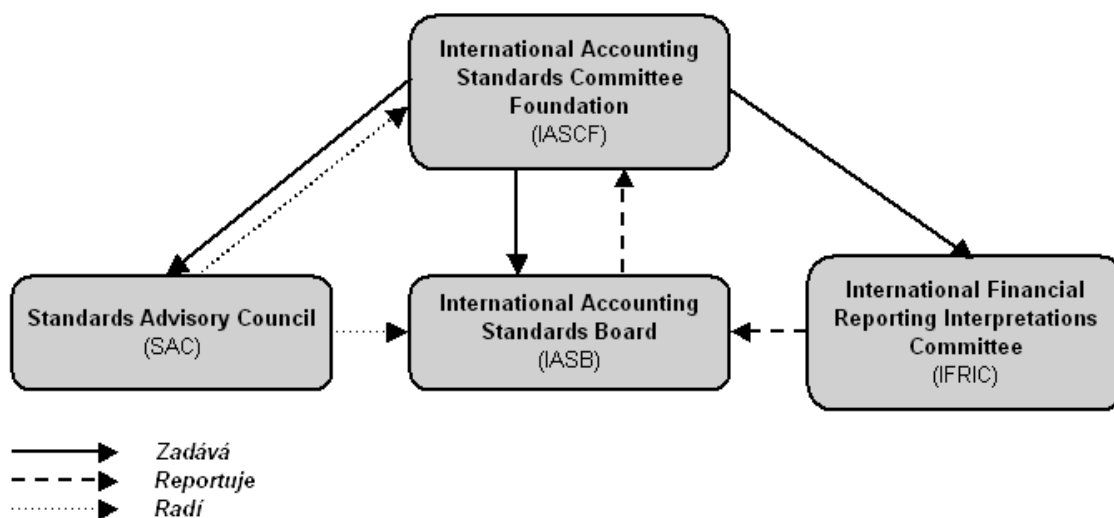 International Accounting
Standards Committee
Foundation
(IASCF)
Standards Advisory Council
(SAC)
International Accounting
Standards Board
(IASB)
International Financial
Reporting Interpretations
Committee
(IFRIC)
Zadává
Reportuje
Radí